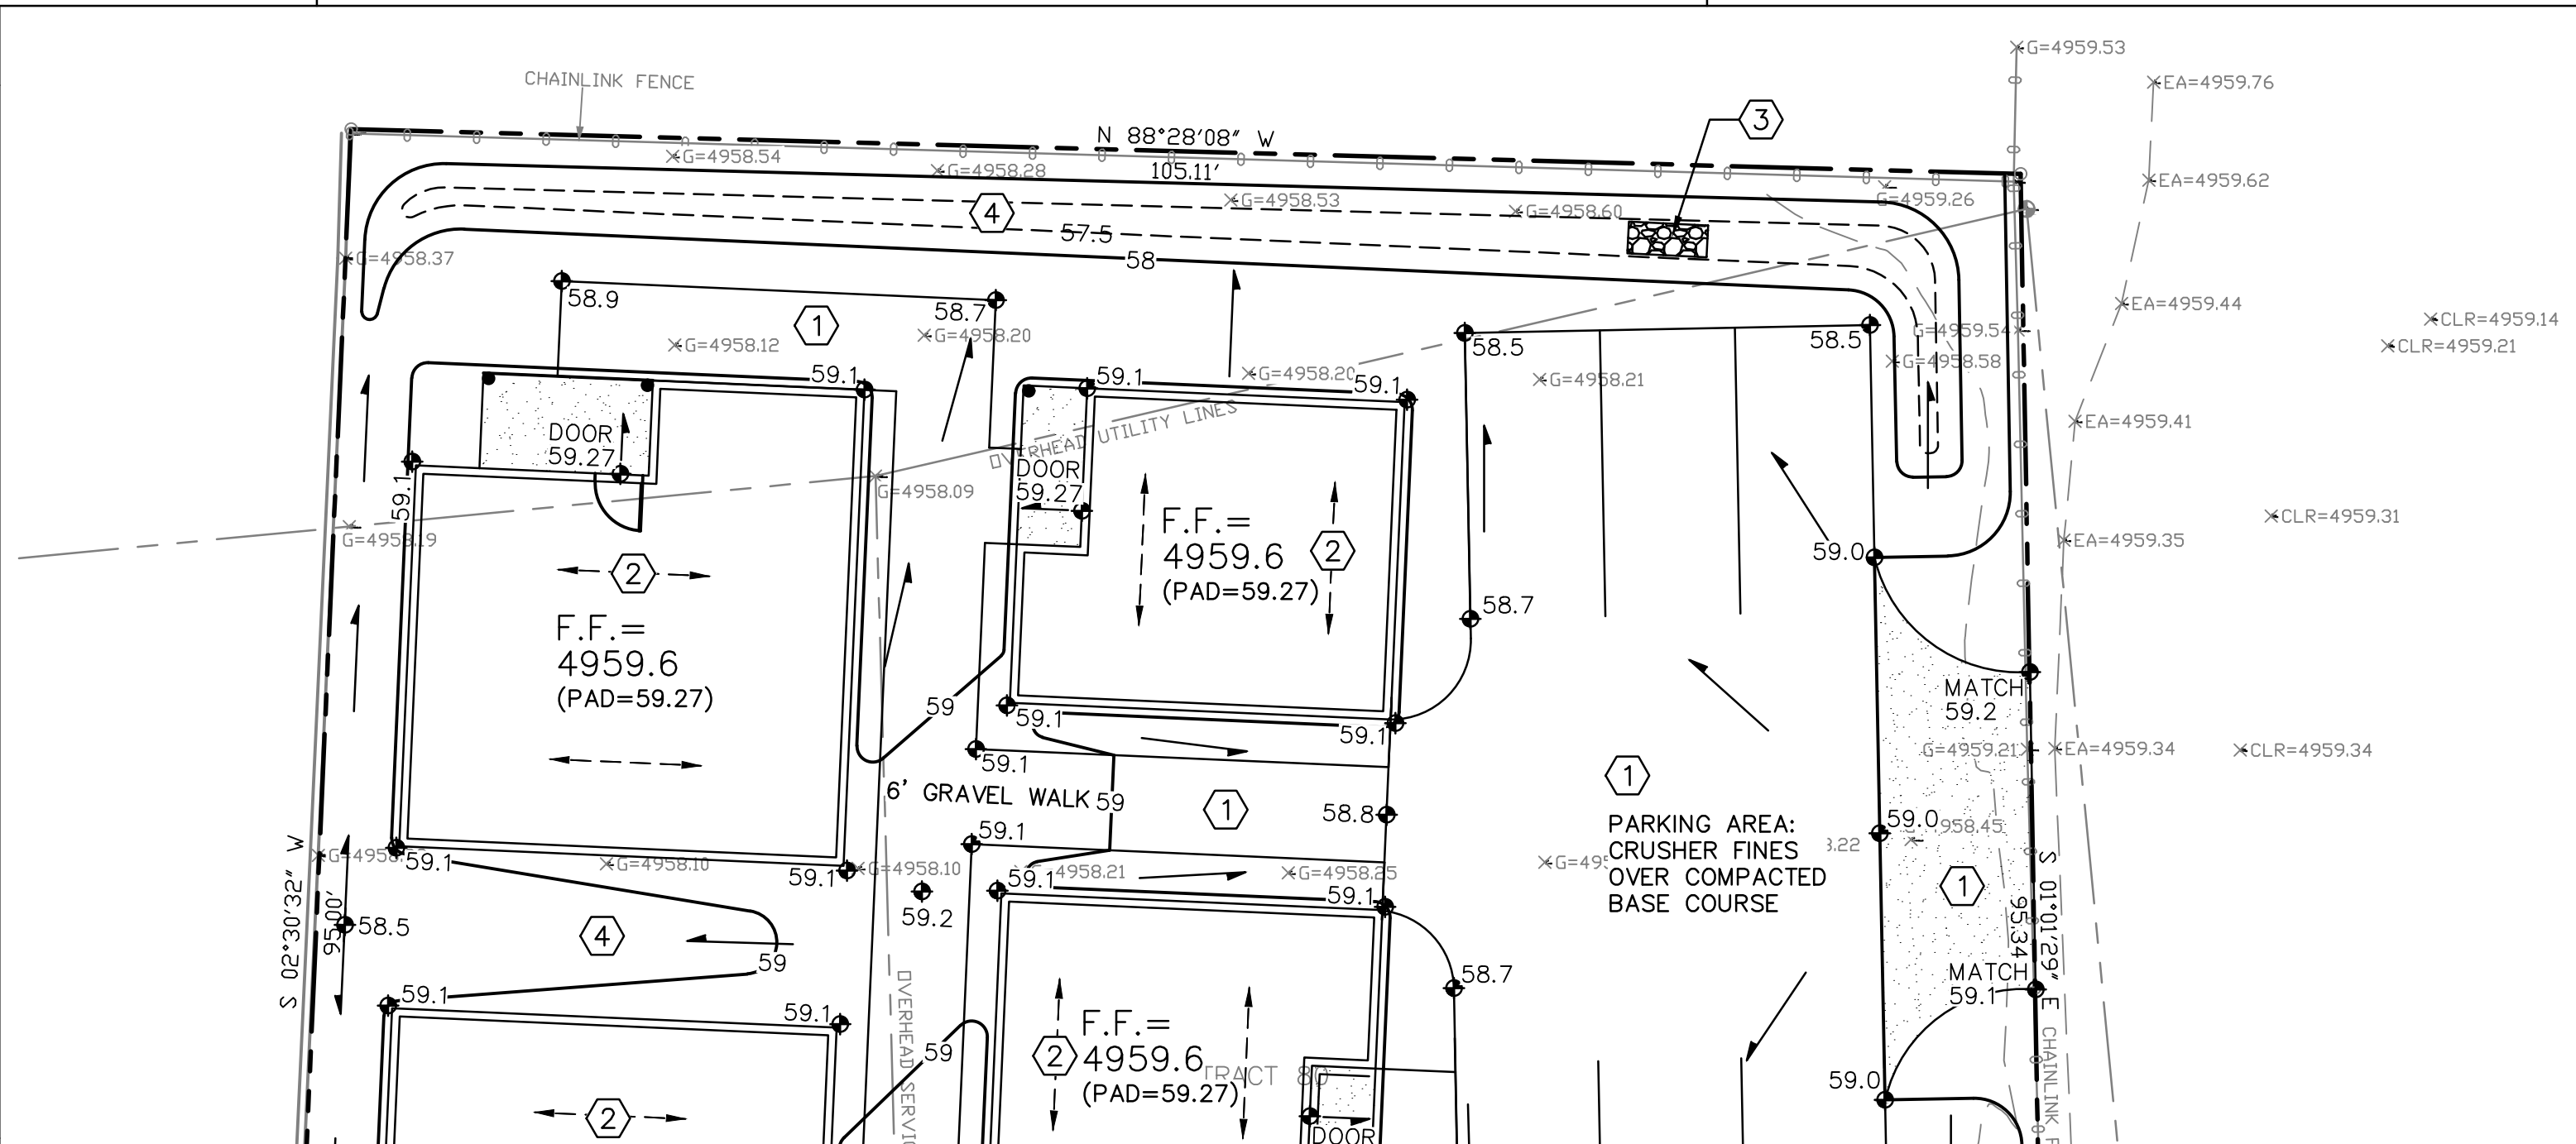 G=4959.53
CHAINLINK FENCE
EA=4959.76
3
N 88°28'08" W
G=4958.54
G=4958.28
105.11'
EA=4959.62
G=4958.53
G=4958.60
G=4959.26
4
57.5
58
G=4958.37
58.9
58.7
1
G=4958.20
G=4958.12
EA=4959.44
CLR=4959.14
G=4959.54
58.5
58.5
CLR=4959.21
G=4958.58
59.1
59.1
G=4958.20
59.1
G=4958.21
OVERHEAD UTILITY LINES
EA=4959.41
DOOR
59.27
59.1
DOOR
59.27
G=4958.09
F.F.=
4959.6
(PAD=59.27)
2
CLR=4959.31
G=4958.19
EA=4959.35
59.0
2
F.F.=
4959.6
(PAD=59.27)
58.7
MATCH
59.2
59
59.1
59.1
G=4959.21
EA=4959.34
CLR=4959.34
59.1
6' GRAVEL WALK
59
1
58.8
1
PARKING AREA:
CRUSHER FINES
OVER COMPACTED
BASE COURSE
59.0
59.1
59.1
G=4958.10
59.1
G=4958.10
59.2
59.1
4958.21
G=4958.25
59.1
1
S 02°30'32" W
95.00'
58.5
4
59
S 01°01'29" E
95.34
MATCH
59.1
58.7
59.1
59.1
OVERHEAD
59
2
F.F.=
4959.6
(PAD=59.27)
TRACT 80
59.0
CHAINLINK
2
DOOR